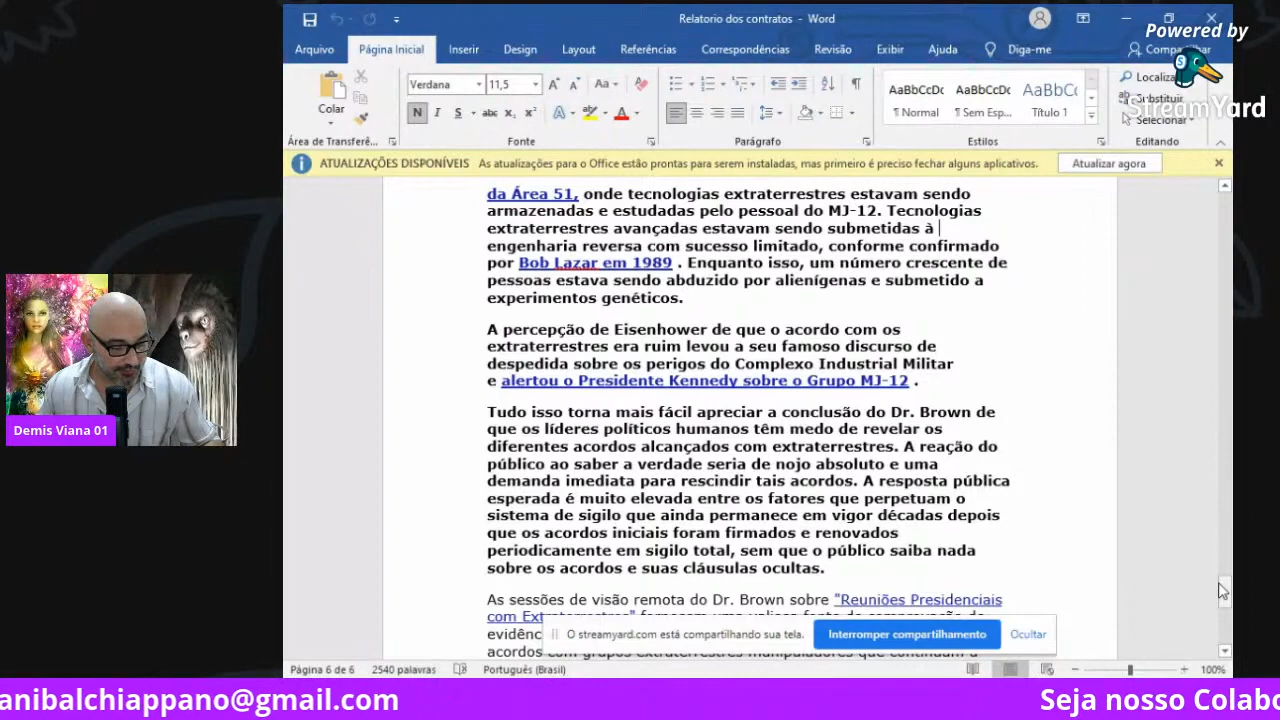 Relatorio dos contratos - Word
Powered by
StreamYard
Arquivo
Página Inicial
Inserir
Design
Layout
Referências
Correspondências
Revisão
Exibir
Ajuda
Diga-me
Verdana
11,5
Aa
Colar
N
I
S
abc
x₂
x²
AaBbCcDc
AaBbCcDc
AaBbCc
¶ Normal
¶ Sem Esp...
Título 1
Substituir
Selecionar
Área de Transferê...
Fonte
Parágrafo
Estilos
Editando
ATUALIZAÇÕES DISPONÍVEIS As atualizações para o Office estão prontas para serem instaladas, mas primeiro é preciso fechar alguns aplicativos.
Atualizar agora
da Área 51, onde tecnologias extraterrestres estavam sendo
armazenadas e estudadas pelo pessoal do MJ-12. Tecnologias
extraterrestres avançadas estavam sendo submetidas à
engenharia reversa com sucesso limitado, conforme confirmado
por Bob Lazar em 1989 . Enquanto isso, um número crescente de
pessoas estava sendo abduzido por alienígenas e submetido a
experimentos genéticos.
A percepção de Eisenhower de que o acordo com os
extraterrestres era ruim levou a seu famoso discurso de
despedida sobre os perigos do Complexo Industrial Militar
e alertou o Presidente Kennedy sobre o Grupo MJ-12 .
Tudo isso torna mais fácil apreciar a conclusão do Dr. Brown de
que os líderes políticos humanos têm medo de revelar os
diferentes acordos alcançados com extraterrestres. A reação do
público ao saber a verdade seria de nojo absoluto e uma
demanda imediata para rescindir tais acordos. A resposta pública
esperada é muito elevada entre os fatores que perpetuam o
sistema de sigilo que ainda permanece em vigor décadas depois
que os acordos iniciais foram firmados e renovados
periodicamente em sigilo total, sem que o público saiba nada
sobre os acordos e suas cláusulas ocultas.
As sessões de visão remota do Dr. Brown sobre "Reuniões Presidenciais
O streamyard.com está compartilhando sua tela.
Interromper compartilhamento
Ocultar
Página 6 de 6
2540 palavras
Português (Brasil)
100%
Demis Viana 01
anibalchiappano@gmail.com
Seja nosso